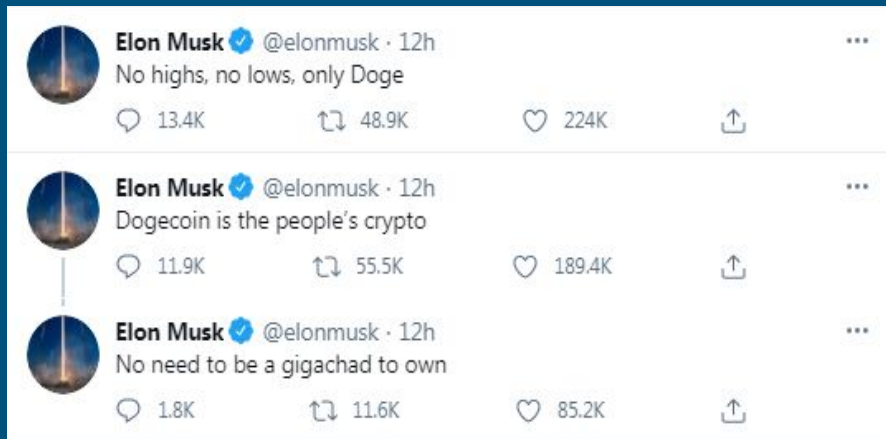 Elon Musk @elonmusk · 12h
No highs, no lows, only Doge
13.4K 48.9K 224K
Elon Musk @elonmusk · 12h
Dogecoin is the people's crypto
11.9K 55.5K 189.4K
Elon Musk @elonmusk · 12h
No need to be a gigachad to own
1.8K 11.6K 85.2K